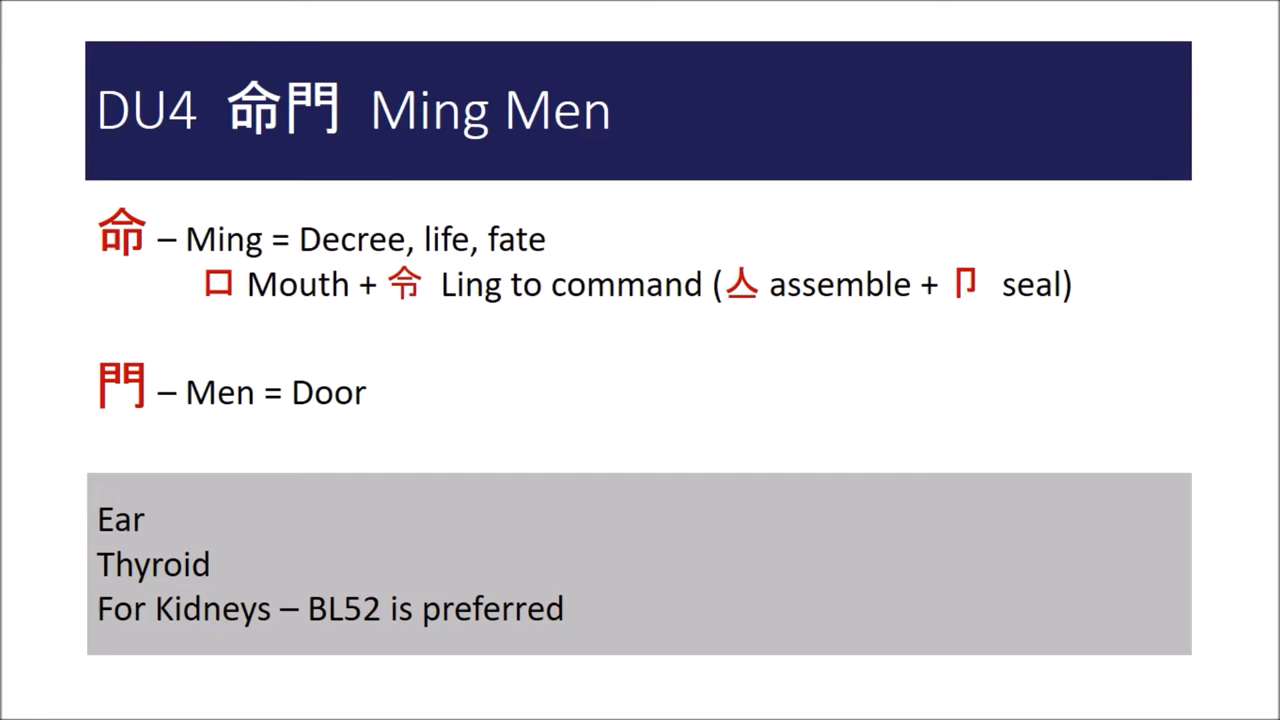 DU4 命門 Ming Men
命 – Ming = Decree, life, fate
口 Mouth + 令 Ling to command (亼 assemble + 卩 seal)
門 – Men = Door
Ear
Thyroid
For Kidneys – BL52 is preferred